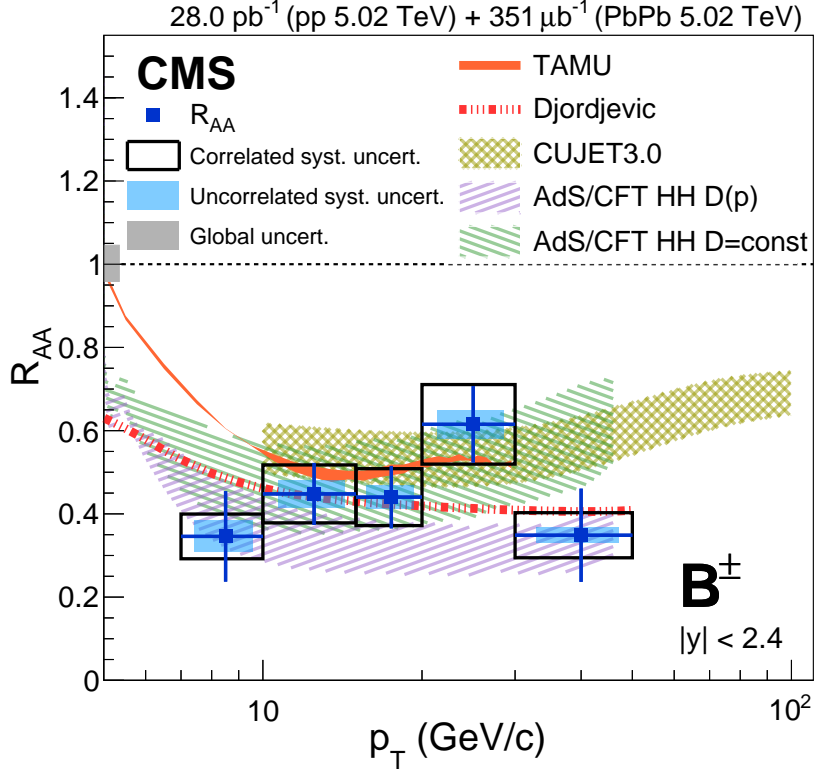 28.0 pb⁻¹ (pp 5.02 TeV) + 351 μb⁻¹ (PbPb 5.02 TeV)
CMS
R_AA
Correlated syst. uncert.
Uncorrelated syst. uncert.
Global uncert.
TAMU
Djordjevic
CUJET3.0
AdS/CFT HH D(p)
AdS/CFT HH D=const
R_AA
1.4
1.2
1
0.8
0.6
0.4
0.2
0
B±
|y| < 2.4
10
10²
p_T (GeV/c)